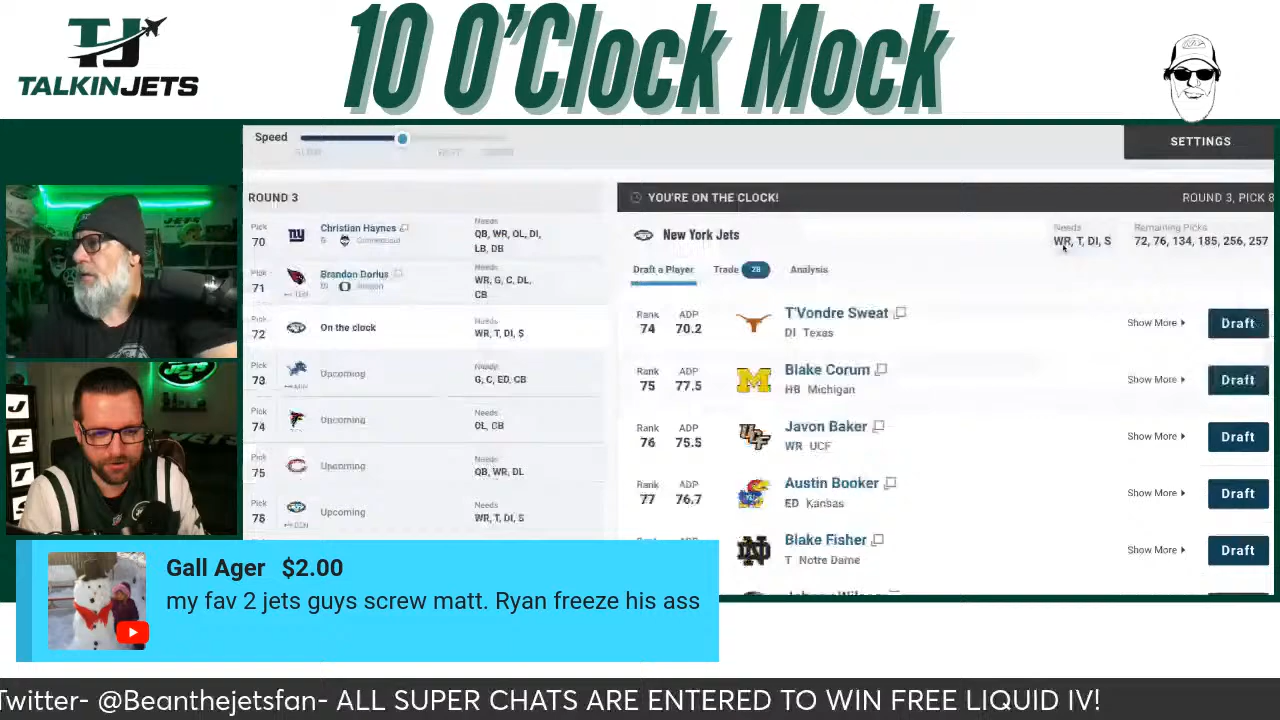 TJ
TALKINJETS
10 O'Clock Mock
Speed
SETTINGS
ROUND 3
YOU'RE ON THE CLOCK!
ROUND 3, PICK 8
Pick 70
Christian Haynes
Needs
QB, WR, OL, DI,
LB, DB
Pick 71
Brandon Dorlus
Needs
WR, G, C, DL,
CB
Pick 72
On the clock
Needs
WR, T, DI, S
Pick 73
Upcoming
Needs
G, C, ED, CB
Pick 74
Upcoming
Needs
OL, CB
Pick 75
Upcoming
Needs
QB, WR, DL
Pick 76
Upcoming
Needs
WR, T, DI, S
New York Jets
Needs
WR, T, DI, S
Remaining Picks
72, 76, 134, 185, 256, 257
Draft a Player
Trade 28
Analysis
Rank 74
ADP 70.2
T'Vondre Sweat
DI Texas
Show More
Draft
Rank 75
ADP 77.5
Blake Corum
HB Michigan
Show More
Draft
Rank 76
ADP 75.5
Javon Baker
WR UCF
Show More
Draft
Rank 77
ADP 76.7
Austin Booker
ED Kansas
Show More
Draft
Blake Fisher
T Notre Dame
Show More
Draft
JETS
Gall Ager $2.00
my fav 2 jets guys screw matt. Ryan freeze his ass
Twitter- @Beanthejetsfan- ALL SUPER CHATS ARE ENTERED TO WIN FREE LIQUID IV!